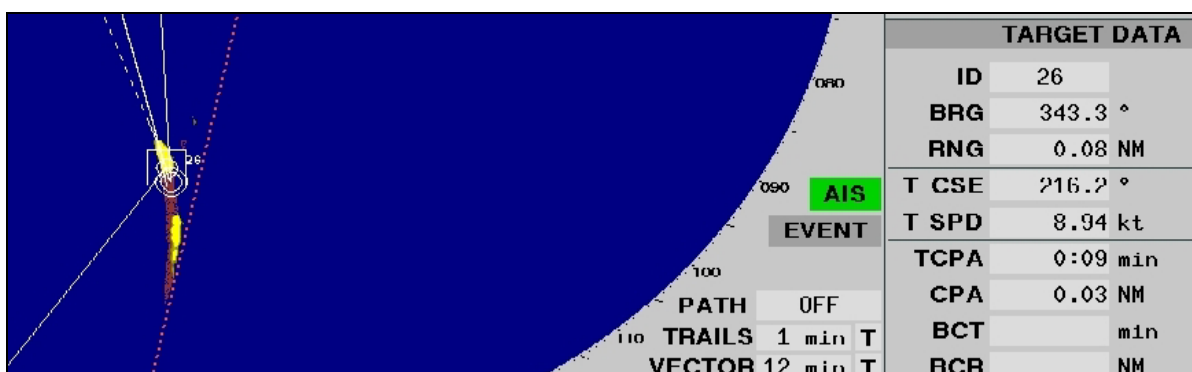 TARGET DATA
ID 26
BRG 343.3 °
RNG 0.08 NM
T CSE 216.2 °
T SPD 8.94 kt
TCPA 0:09 min
CPA 0.03 NM
BCT min
BCR NM
080
090
100
110
26
AIS
EVENT
PATH OFF
TRAILS 1 min T
VECTOR 12 min T